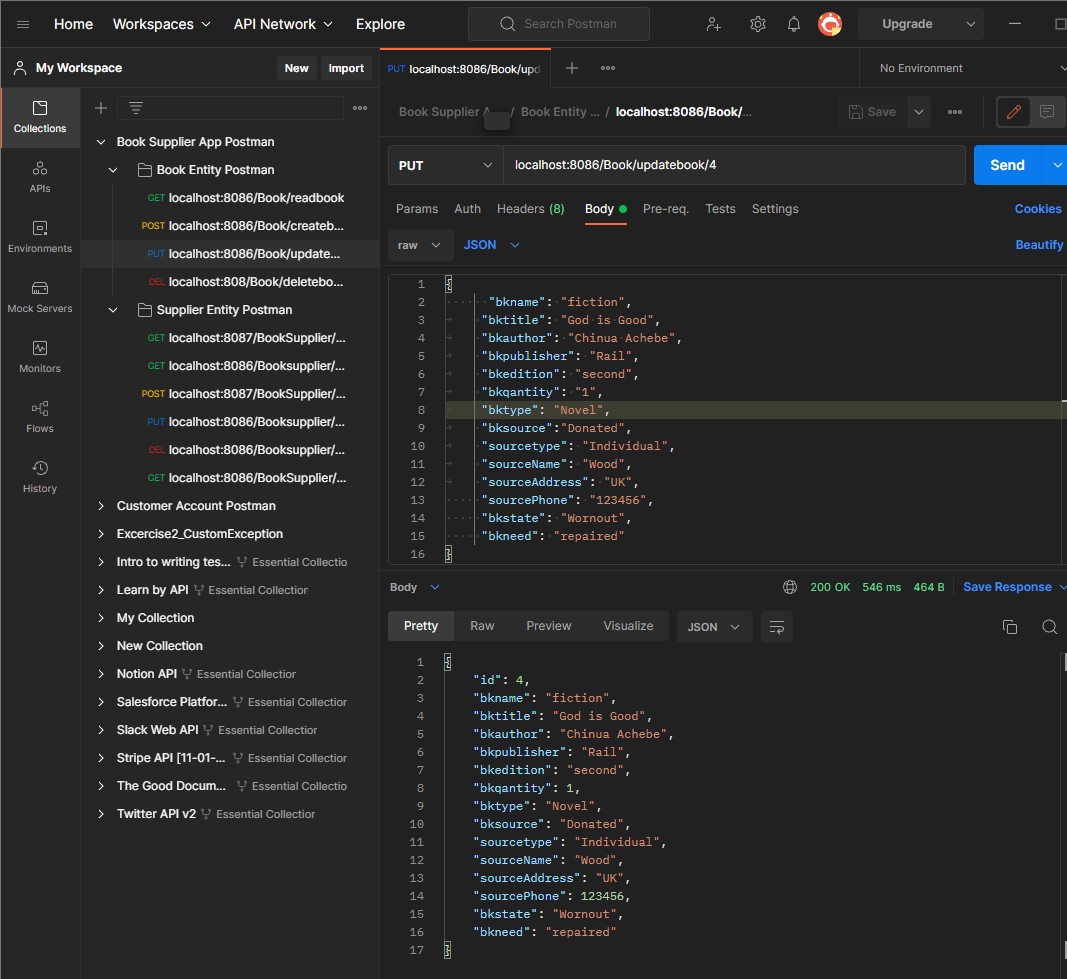 Home Workspaces API Network Explore Search Postman Upgrade
My Workspace New Import
PUT localhost:8086/Book/upd
No Environment
Collections
APIs
Environments
Mock Servers
Monitors
Flows
History
Book Supplier App Postman
Book Entity Postman
GET localhost:8086/Book/readbook
POST localhost:8086/Book/createb...
PUT localhost:8086/Book/update...
DEL localhost:808/Book/deletebo...
Supplier Entity Postman
GET localhost:8087/BookSupplier/...
GET localhost:8086/Booksupplier/...
POST localhost:8087/BookSupplier/...
PUT localhost:8086/Booksupplier/...
DEL localhost:8086/Booksupplier/...
GET localhost:8086/BookSupplier/...
Customer Account Postman
Excercise2_CustomException
Intro to writing tes... Essential Collectio
Learn by API Essential Collection
My Collection
New Collection
Notion API Essential Collection
Salesforce Platfor... Essential Collection
Slack Web API Essential Collection
Stripe API [11-01-... Essential Collection
The Good Docum... Essential Collectio
Twitter API v2 Essential Collection
Book Supplier A / Book Entity ... / localhost:8086/Book/... Save
PUT localhost:8086/Book/updatebook/4 Send
Params Auth Headers (8) Body Pre-req. Tests Settings Cookies
raw JSON Beautify
1 {
2 "bkname": "fiction",
3 "bktitle": "God is Good",
4 "bkauthor": "Chinua Achebe",
5 "bkpublisher": "Rail",
6 "bkedition": "second",
7 "bkqantity": "1",
8 "bktype": "Novel",
9 "bksource":"Donated",
10 "sourcetype": "Individual",
11 "sourceName": "Wood",
12 "sourceAddress": "UK",
13 "sourcePhone": "123456",
14 "bkstate": "Wornout",
15 "bkneed": "repaired"
16 }
Body 200 OK 546 ms 464 B Save Response
Pretty Raw Preview Visualize JSON
1 {
2 "id": 4,
3 "bkname": "fiction",
4 "bktitle": "God is Good",
5 "bkauthor": "Chinua Achebe",
6 "bkpublisher": "Rail",
7 "bkedition": "second",
8 "bkqantity": 1,
9 "bktype": "Novel",
10 "bksource": "Donated",
11 "sourcetype": "Individual",
12 "sourceName": "Wood",
13 "sourceAddress": "UK",
14 "sourcePhone": 123456,
15 "bkstate": "Wornout",
16 "bkneed": "repaired"
17 }